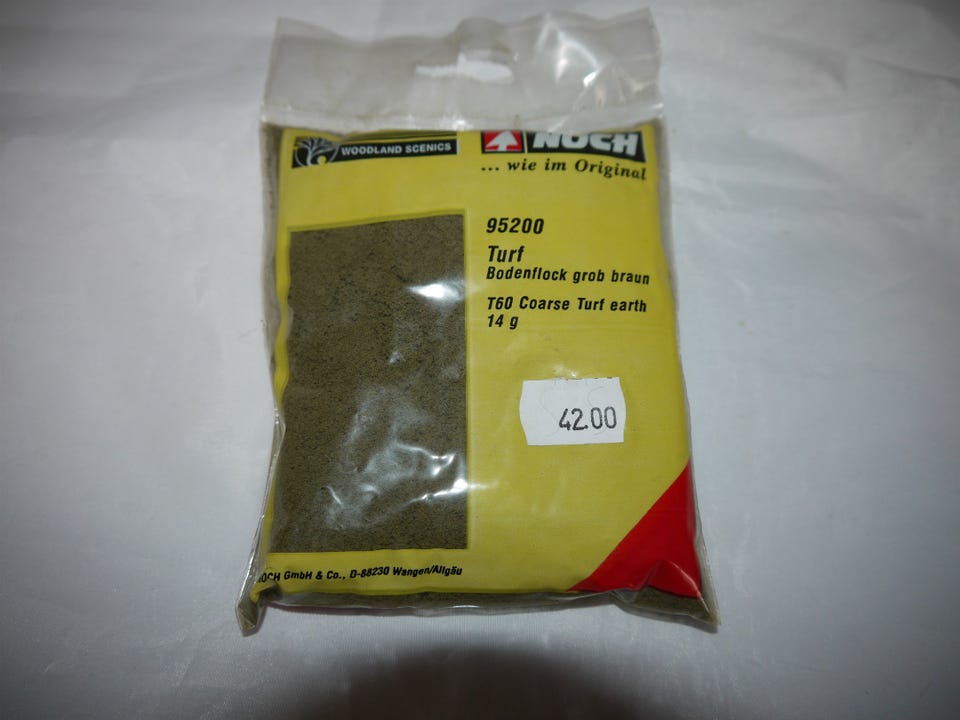 WOODLAND SCENICS
NOCH
... wie im Original
95200
Turf
Bodenflock grob braun
T60 Coarse Turf earth
14 g
42.00
NOCH GmbH & Co., D-88230 Wangen/Allgäu